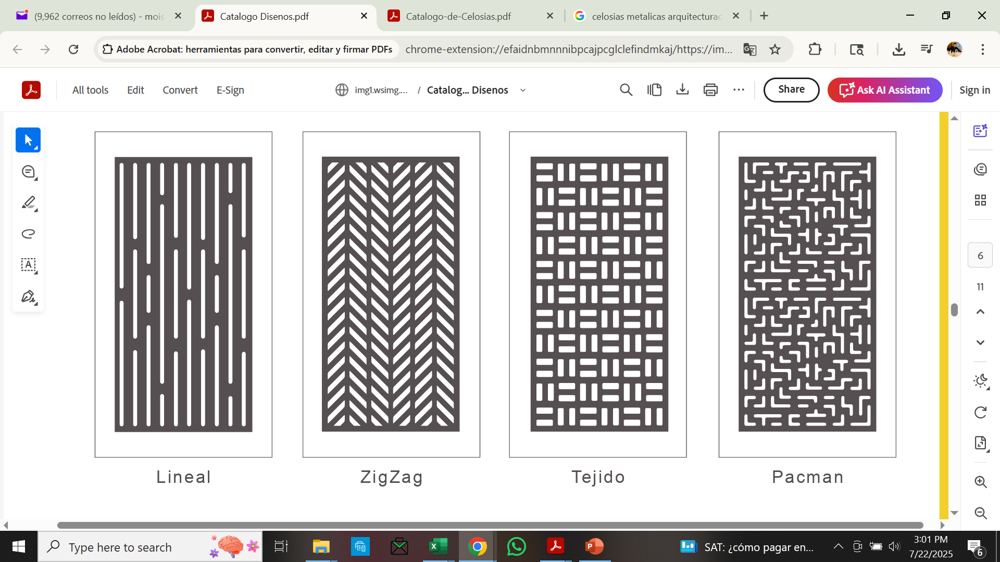 (9,962 correos no leídos) - mois
Catalogo Disenos.pdf
Catalogo-de-Celosias.pdf
celosias metalicas arquitecturac
Adobe Acrobat: herramientas para convertir, editar y firmar PDFs
chrome-extension://efaidnbmnnnibpcajpcglclefindmkaj/https://im...
All tools
Edit
Convert
E-Sign
img1.wsimg.... / Catalog... Disenos
Share
Ask AI Assistant
Sign in
6
11
Lineal
ZigZag
Tejido
Pacman
Type here to search
SAT: ¿cómo pagar en...
3:01 PM
7/22/2025
6